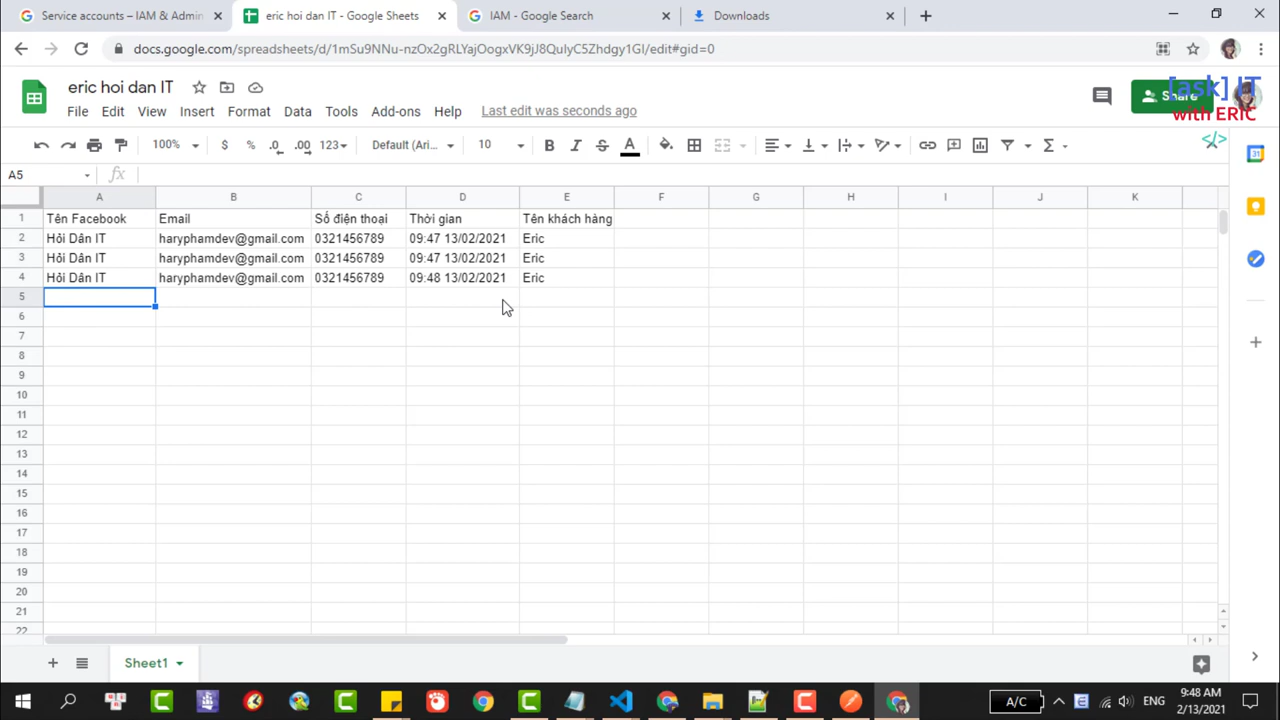 Service accounts – IAM & Admin
eric hoi dan IT - Google Sheets
IAM - Google Search
Downloads
docs.google.com/spreadsheets/d/1mSu9NNu-nzOx2gRLYajOogxVK9jJ8QulyC5Zhdgy1GI/edit#gid=0
eric hoi dan IT
File Edit View Insert Format Data Tools Add-ons Help Last edit was seconds ago
Share
[ask] IT
with ERIC
100% $ % .0 .00 123 Default (Ari... 10
A5 fx
A B C D E F G H I J K
1 Tên Facebook Email Số điện thoại Thời gian Tên khách hàng
2 Hỏi Dân IT haryphamdev@gmail.com 0321456789 09:47 13/02/2021 Eric
3 Hỏi Dân IT haryphamdev@gmail.com 0321456789 09:47 13/02/2021 Eric
4 Hỏi Dân IT haryphamdev@gmail.com 0321456789 09:48 13/02/2021 Eric
5
6
7
8
9
10
11
12
13
14
15
16
17
18
19
20
21
22
Sheet1
A/C
ENG
9:48 AM
2/13/2021